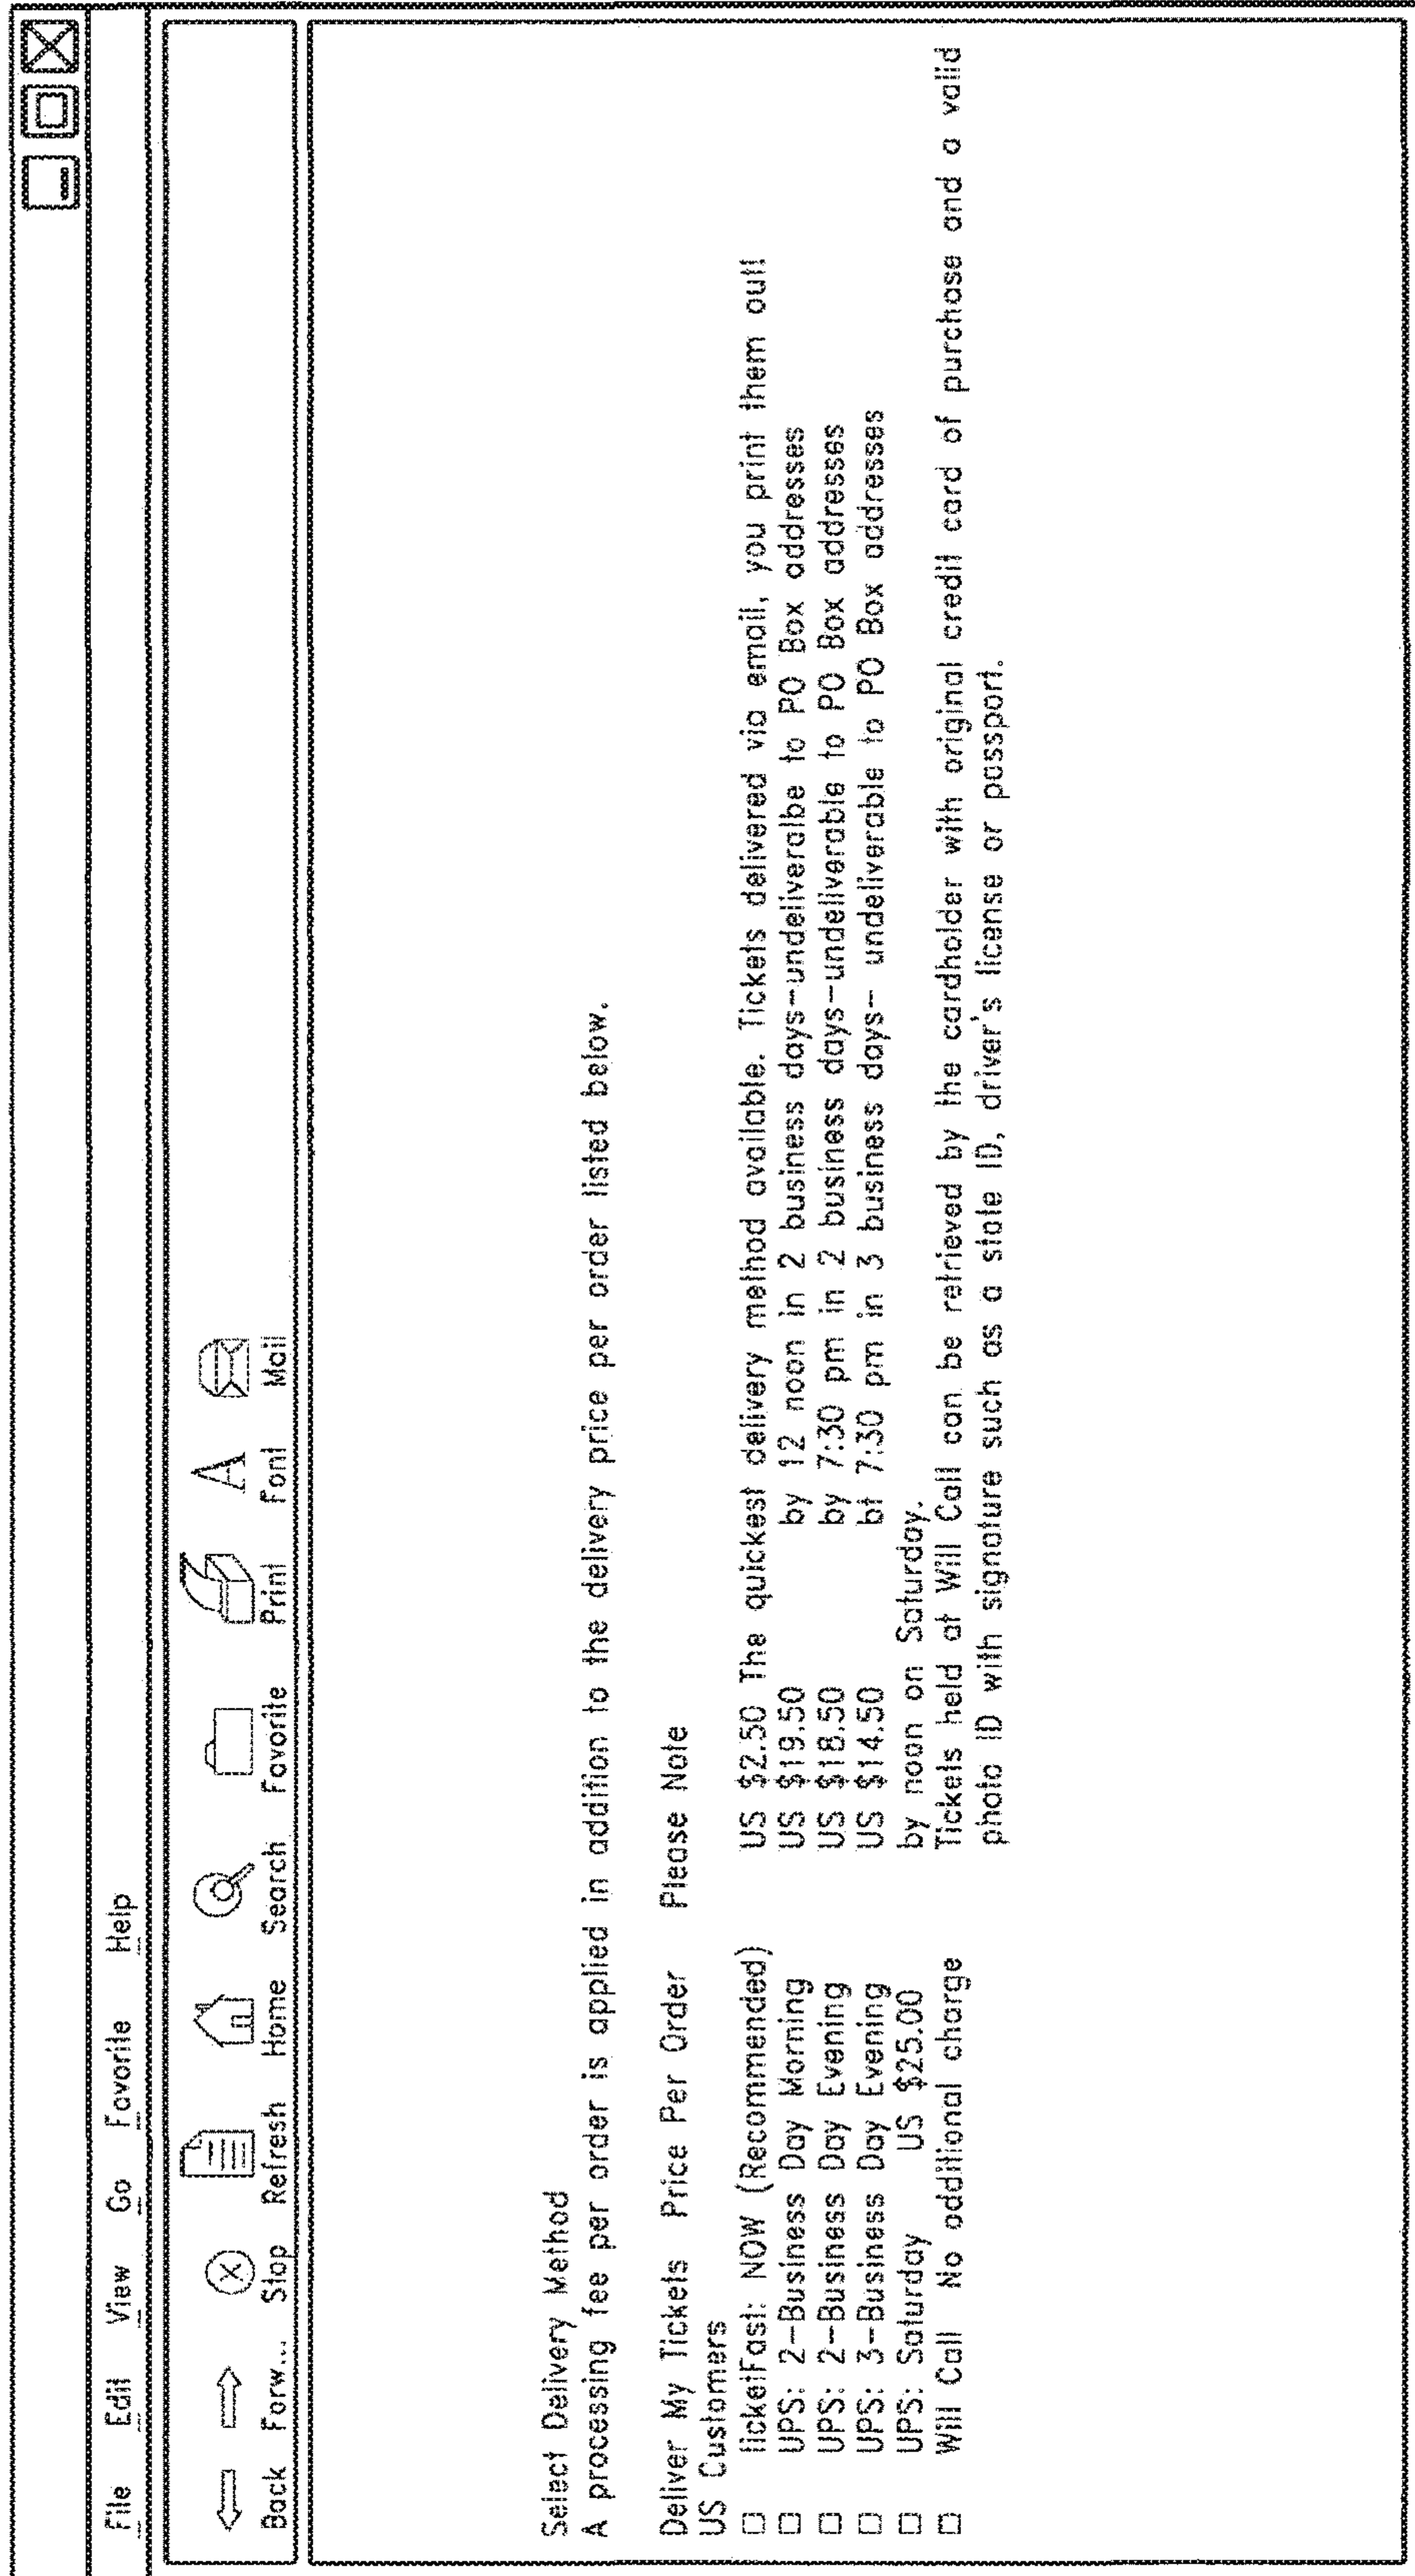 File Edit View Go Favorite Help
Back Forw... Stop Refresh Home Search Favorite Print Font Mail
Select Delivery Method
A processing fee per order is applied in addition to the delivery price per order listed below.
Deliver My Tickets Price Per Order Please Note
US Customers
ticketFast: NOW (Recommended) US $2.50 The quickest delivery method available. Tickets delivered via email, you print them out!
UPS: 2-Business Day Morning US $19.50 by 12 noon in 2 business days-undeliveralbe to PO Box addresses
UPS: 2-Business Day Evening US $18.50 by 7:30 pm in 2 business days-undeliverable to PO Box addresses
UPS: 3-Business Day Evening US $14.50 bt 7:30 pm in 3 business days- undeliverable to PO Box addresses
UPS: Saturday US $25.00 by noon on Saturday.
Will Call No additional charge Tickets held at Will Call can be retrieved by the cardholder with original credit card of purchase and a valid
photo ID with signature such as a state ID, driver's license or passport.